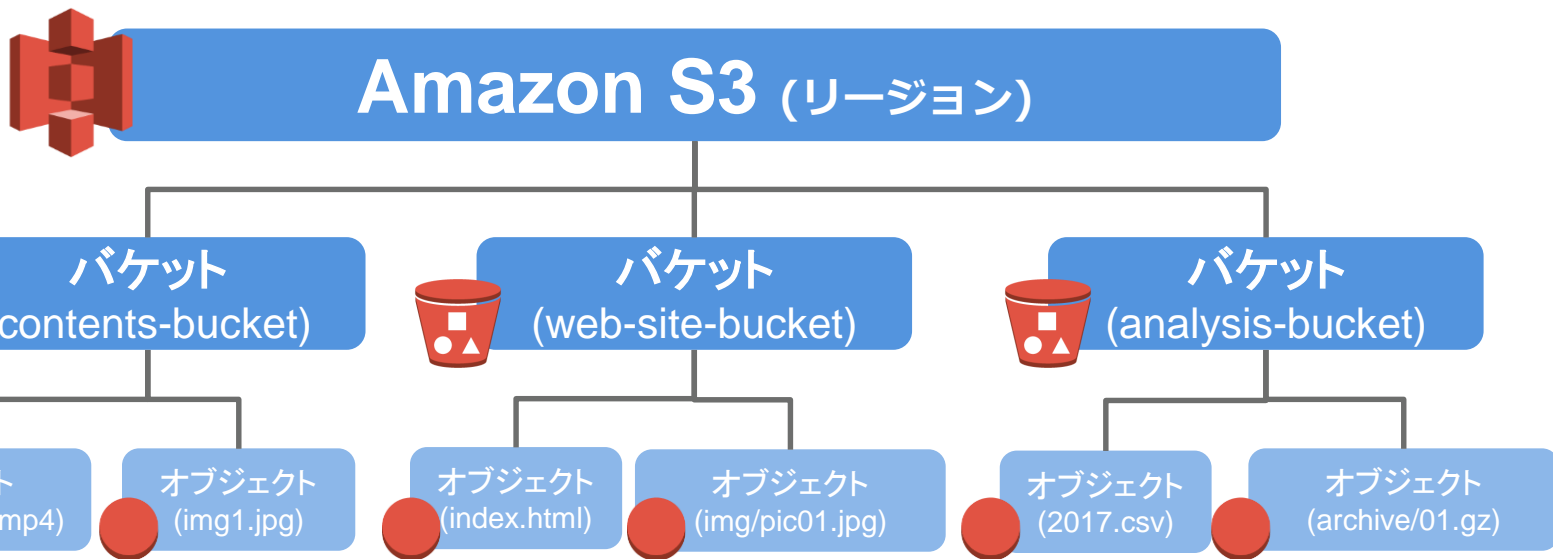 Amazon S3 (リージョン)
バケット
contents-bucket)
バケット
(web-site-bucket)
バケット
(analysis-bucket)
ト
mp4)
オブジェクト
(img1.jpg)
オブジェクト
(index.html)
オブジェクト
(img/pic01.jpg)
オブジェクト
(2017.csv)
オブジェクト
(archive/01.gz)